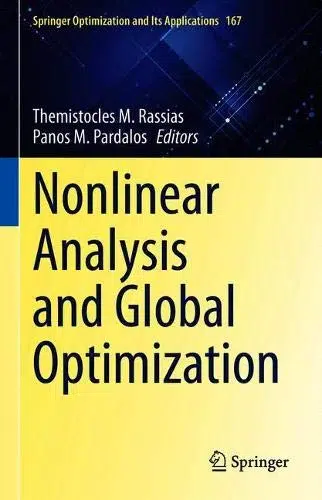 Springer Optimization and Its Applications 167
Themistocles M. Rassias
Panos M. Pardalos Editors
Nonlinear
Analysis
and Global
Optimization
Springer